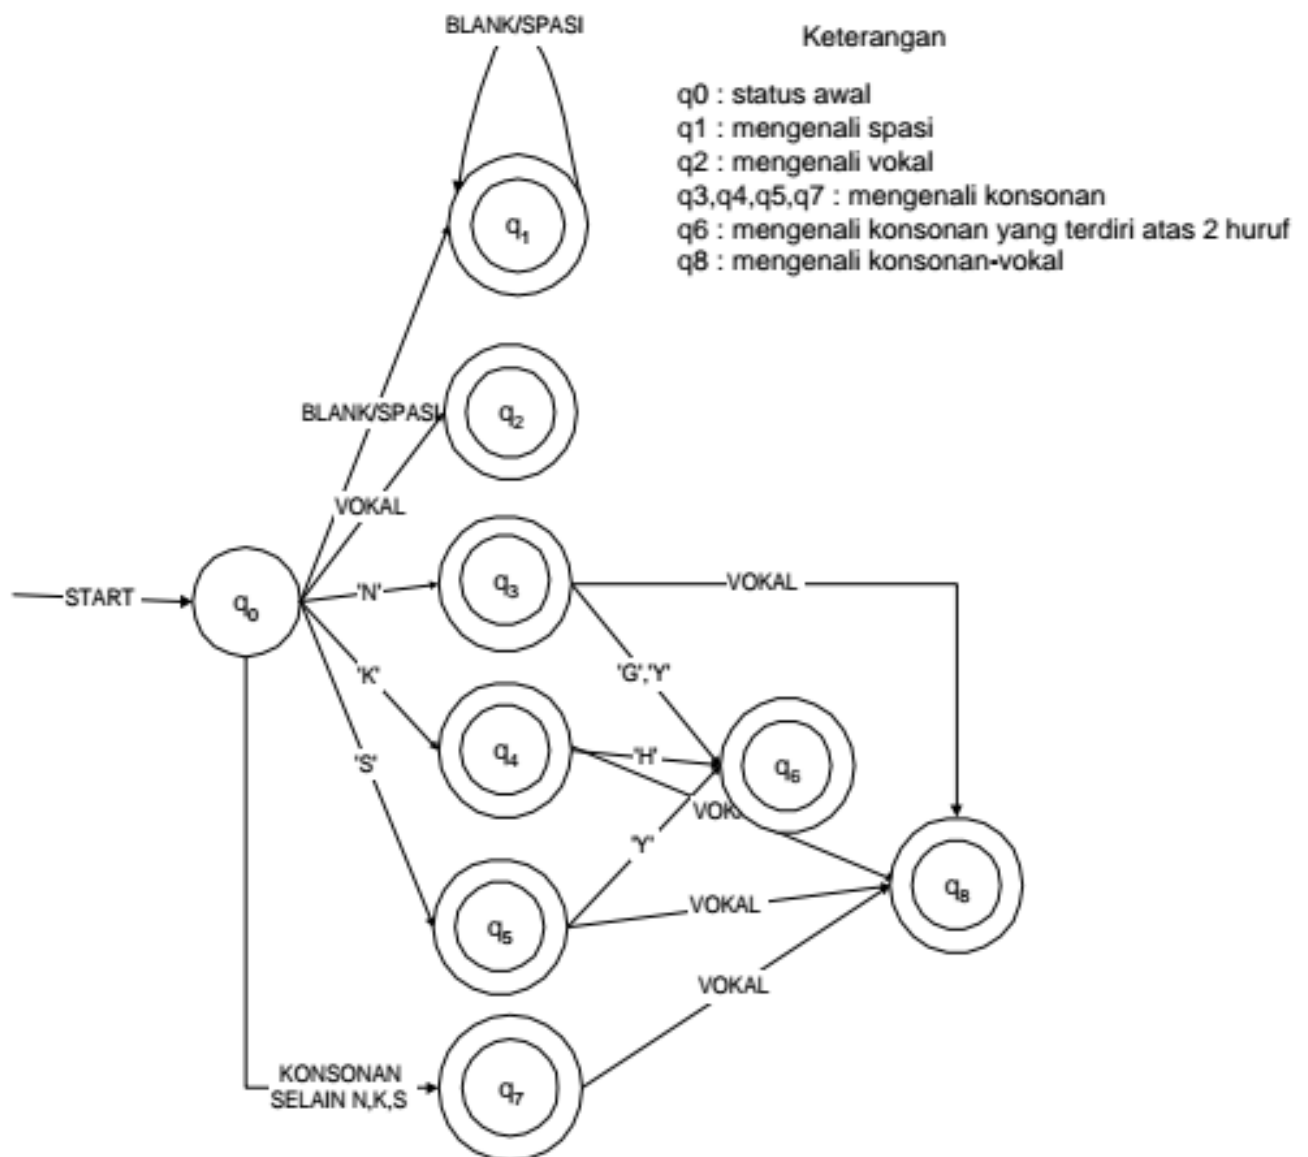 BLANK/SPASI
Keterangan
q0 : status awal
q1 : mengenali spasi
q2 : mengenali vokal
q3,q4,q5,q7 : mengenali konsonan
q6 : mengenali konsonan yang terdiri atas 2 huruf
q8 : mengenali konsonan-vokal
q1
BLANK/SPASI
q2
VOKAL
START
q0
'N'
q3
VOKAL
'K'
'G','Y'
'S'
q4
'H'
q6
'Y'
q8
q5
VOKAL
VOKAL
KONSONAN
SELAIN N,K,S
q7